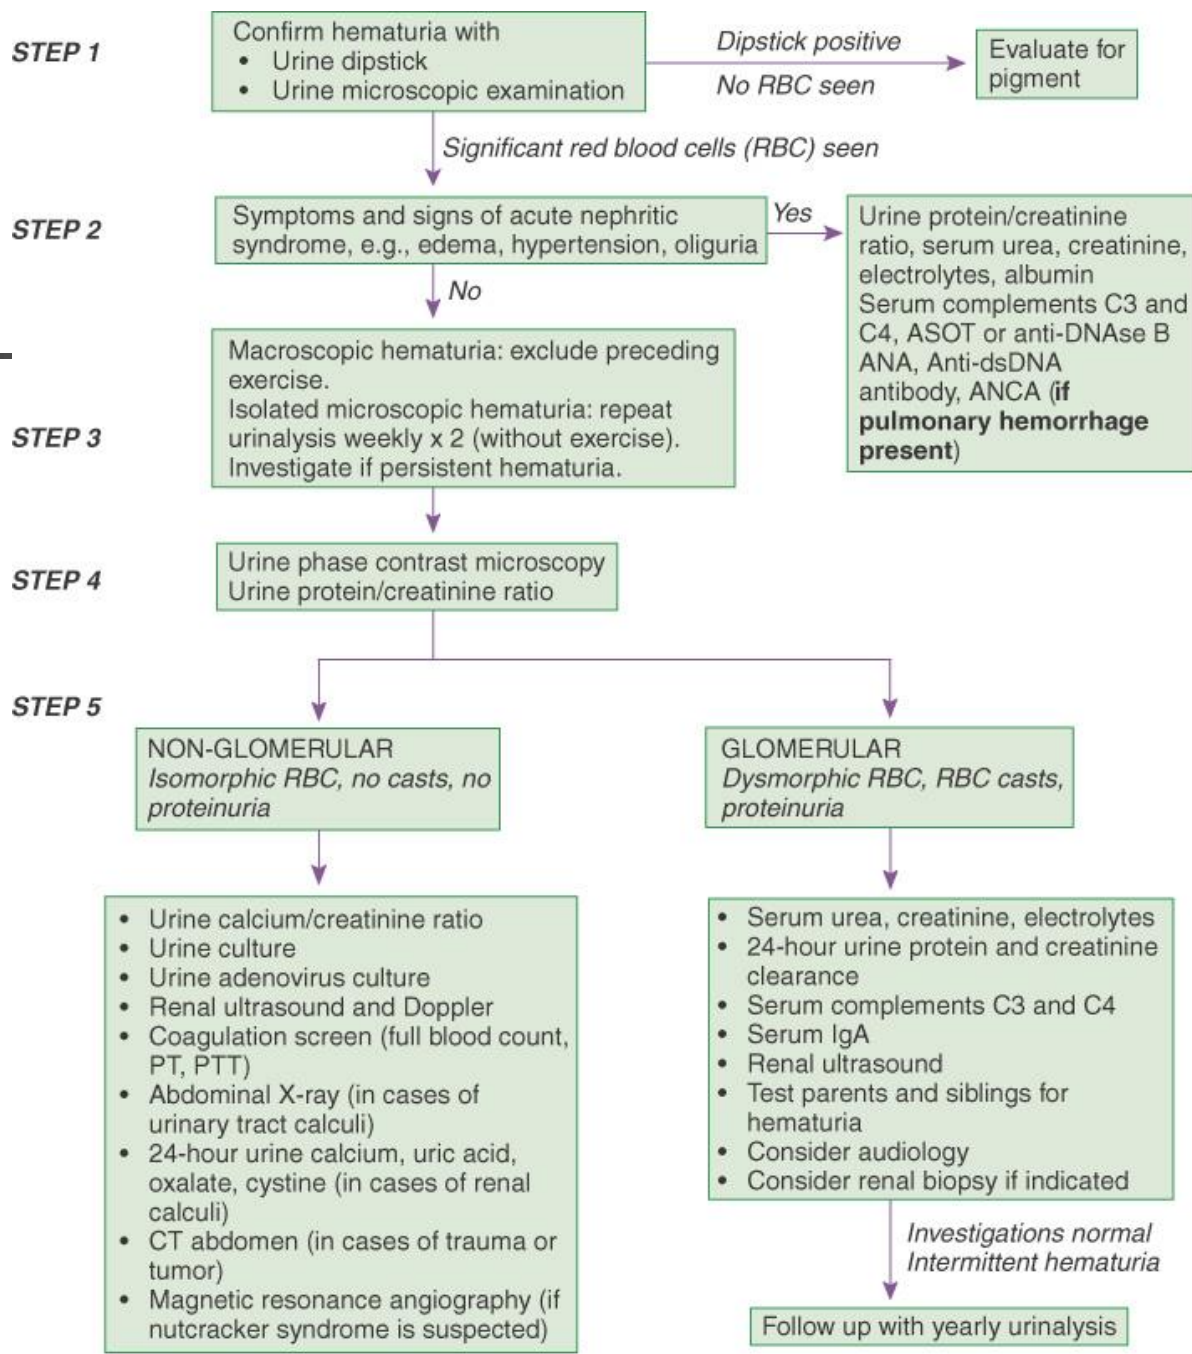 STEP 1
Confirm hematuria with
• Urine dipstick
• Urine microscopic examination
Dipstick positive
No RBC seen
Evaluate for
pigment
Significant red blood cells (RBC) seen
STEP 2
Symptoms and signs of acute nephritic
syndrome, e.g., edema, hypertension, oliguria
Yes
Urine protein/creatinine
ratio, serum urea, creatinine,
electrolytes, albumin
Serum complements C3 and
C4, ASOT or anti-DNAse B
ANA, Anti-dsDNA
antibody, ANCA (if
pulmonary hemorrhage
present)
No
STEP 3
Macroscopic hematuria: exclude preceding
exercise.
Isolated microscopic hematuria: repeat
urinalysis weekly x 2 (without exercise).
Investigate if persistent hematuria.
STEP 4
Urine phase contrast microscopy
Urine protein/creatinine ratio
STEP 5
NON-GLOMERULAR
Isomorphic RBC, no casts, no
proteinuria
GLOMERULAR
Dysmorphic RBC, RBC casts,
proteinuria
• Urine calcium/creatinine ratio
• Urine culture
• Urine adenovirus culture
• Renal ultrasound and Doppler
• Coagulation screen (full blood count,
PT, PTT)
• Abdominal X-ray (in cases of
urinary tract calculi)
• 24-hour urine calcium, uric acid,
oxalate, cystine (in cases of renal
calculi)
• CT abdomen (in cases of trauma or
tumor)
• Magnetic resonance angiography (if
nutcracker syndrome is suspected)
• Serum urea, creatinine, electrolytes
• 24-hour urine protein and creatinine
clearance
• Serum complements C3 and C4
• Serum IgA
• Renal ultrasound
• Test parents and siblings for
hematuria
• Consider audiology
• Consider renal biopsy if indicated
Investigations normal
Intermittent hematuria
Follow up with yearly urinalysis